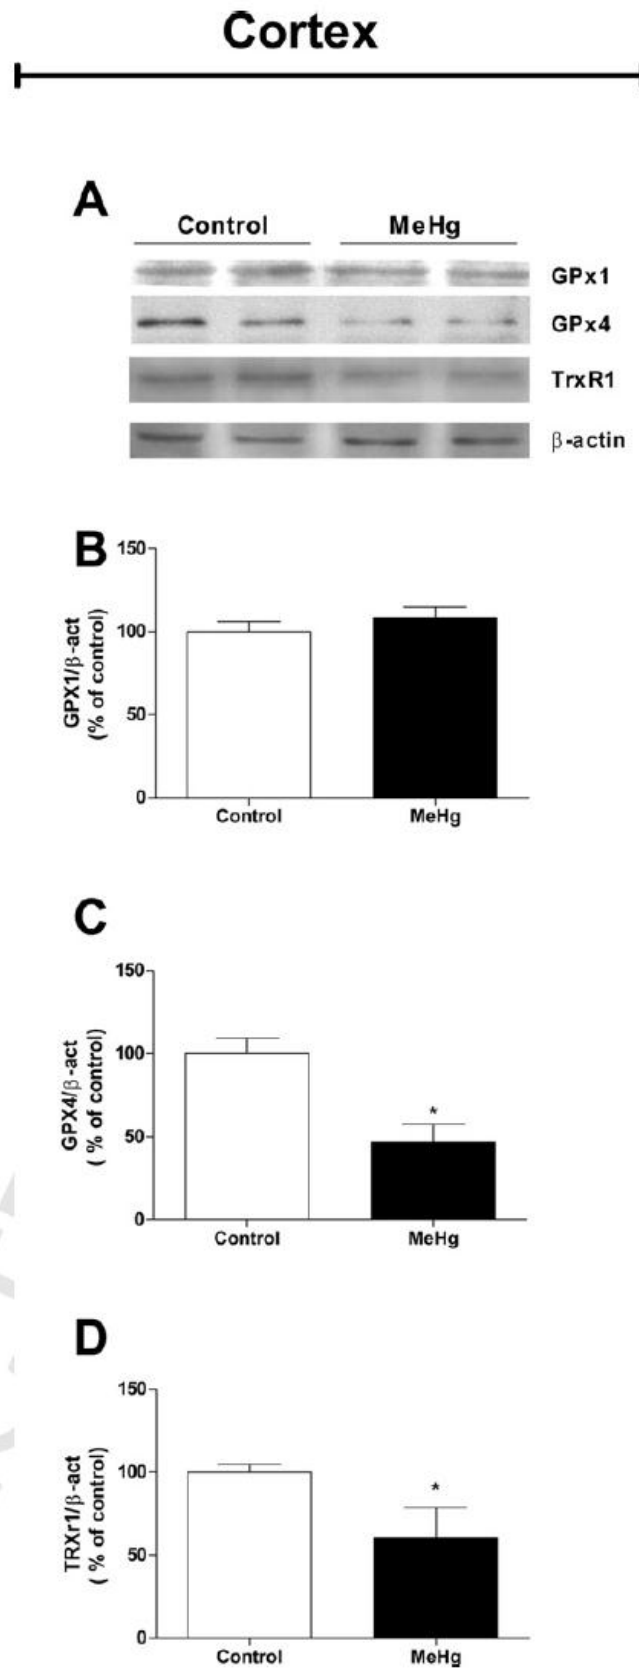 Cortex
A
Control MeHg
GPx1
GPx4
TrxR1
β-actin
B
GPX1/β-act
(% of control)
150
100
50
0
Control MeHg
C
GPX4/β-act
( % of control)
150
100
50
0
*
Control MeHg
D
TRXr1/β-act
( % of control)
150
100
50
0
*
Control MeHg